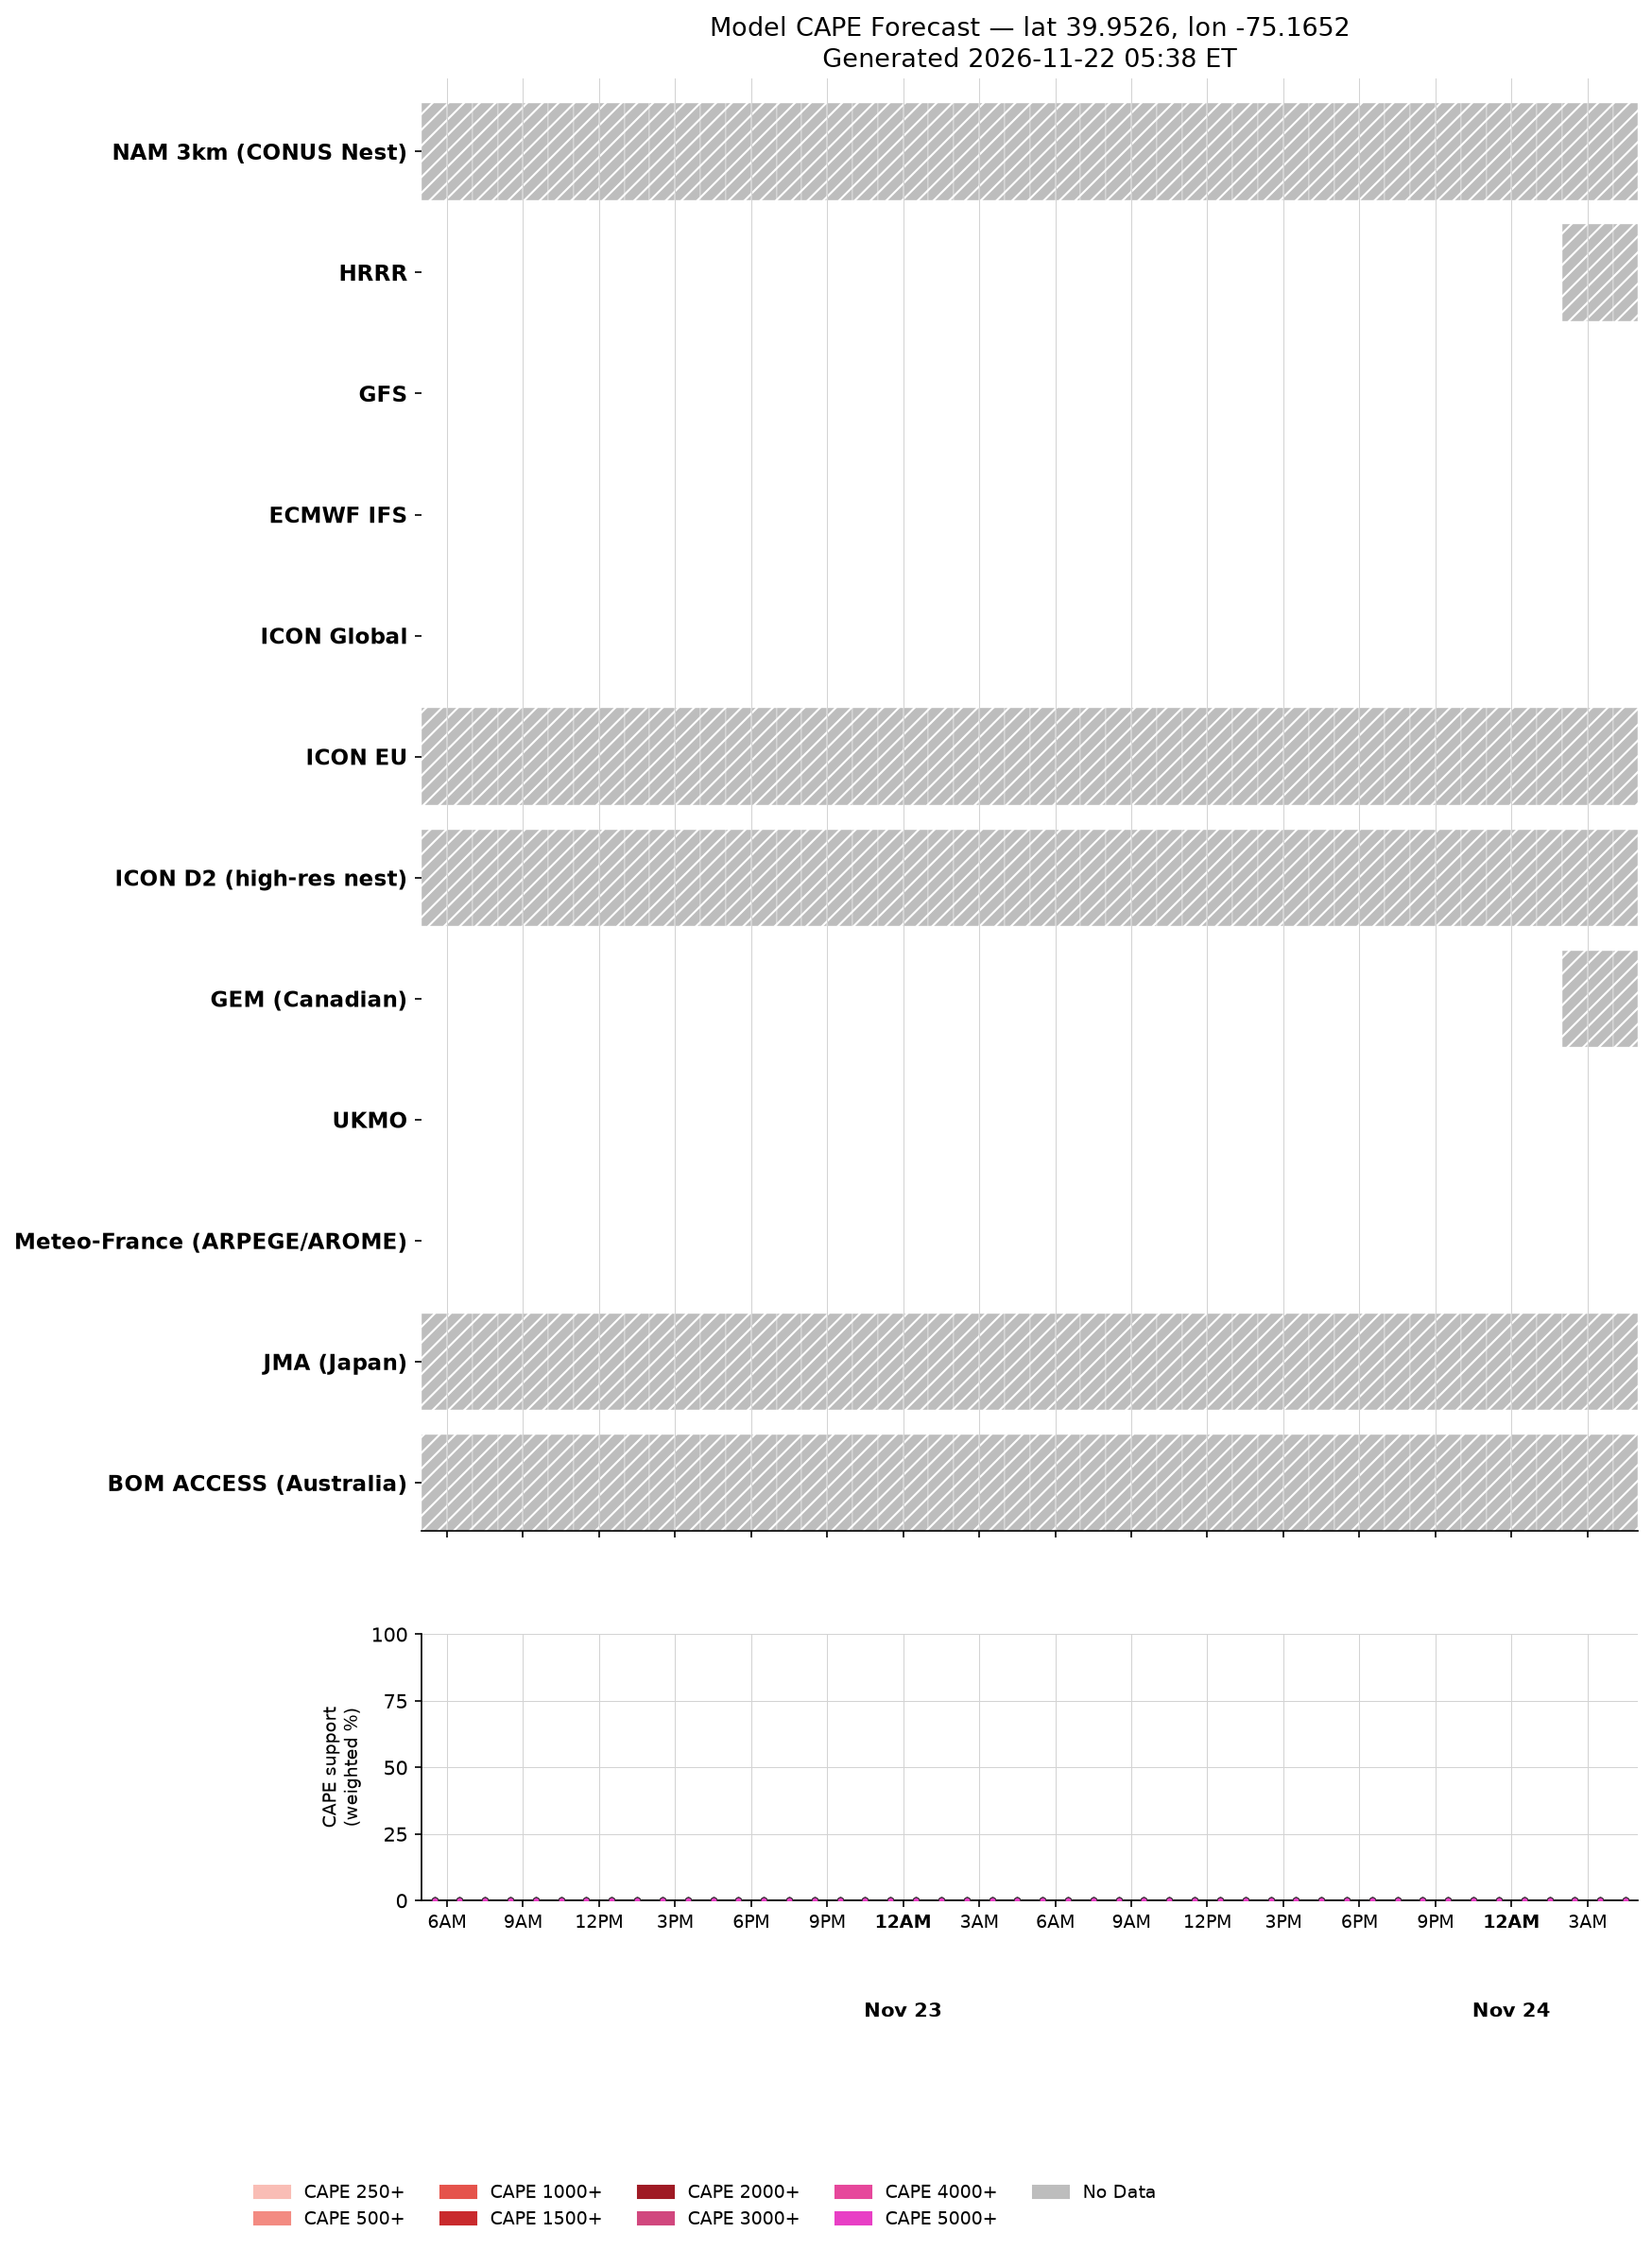 Model CAPE Forecast — lat 39.9526, lon -75.1652
Generated 2026-11-22 05:38 ET
NAM 3km (CONUS Nest)
HRRR
GFS
ECMWF IFS
ICON Global
ICON EU
ICON D2 (high-res nest)
GEM (Canadian)
UKMO
Meteo-France (ARPEGE/AROME)
JMA (Japan)
BOM ACCESS (Australia)
CAPE support
(weighted %)
100
75
50
25
0
6AM 9AM 12PM 3PM 6PM 9PM 12AM 3AM 6AM 9AM 12PM 3PM 6PM 9PM 12AM 3AM
Nov 23 Nov 24
CAPE 250+ CAPE 1000+ CAPE 2000+ CAPE 4000+ No Data
CAPE 500+ CAPE 1500+ CAPE 3000+ CAPE 5000+